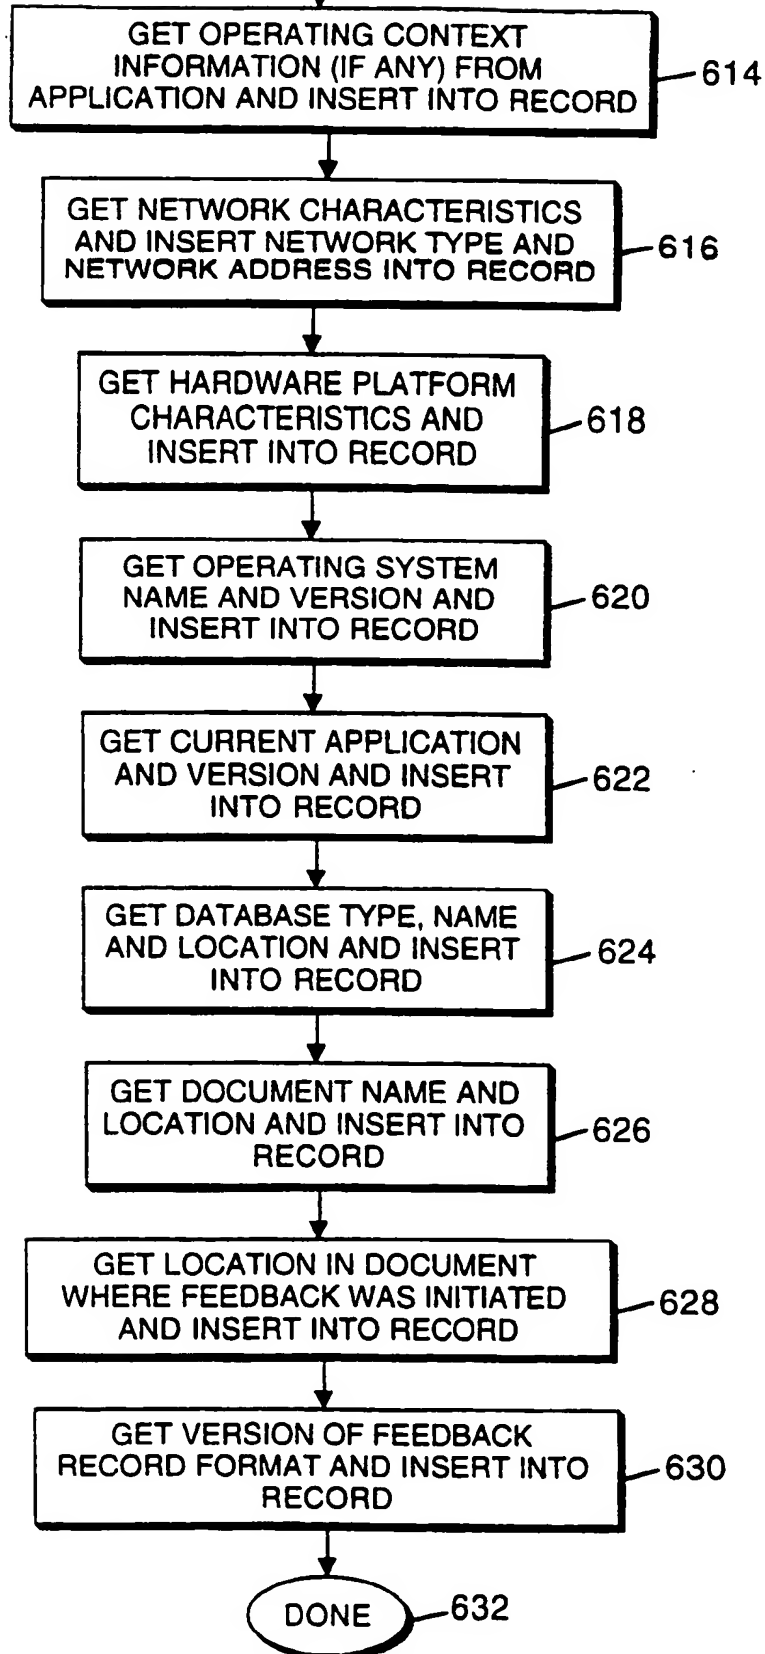 GET OPERATING CONTEXT
INFORMATION (IF ANY) FROM
APPLICATION AND INSERT INTO RECORD
614
GET NETWORK CHARACTERISTICS
AND INSERT NETWORK TYPE AND
NETWORK ADDRESS INTO RECORD
616
GET HARDWARE PLATFORM
CHARACTERISTICS AND
INSERT INTO RECORD
618
GET OPERATING SYSTEM
NAME AND VERSION AND
INSERT INTO RECORD
620
GET CURRENT APPLICATION
AND VERSION AND INSERT
INTO RECORD
622
GET DATABASE TYPE, NAME
AND LOCATION AND INSERT
INTO RECORD
624
GET DOCUMENT NAME AND
LOCATION AND INSERT INTO
RECORD
626
GET LOCATION IN DOCUMENT
WHERE FEEDBACK WAS INITIATED
AND INSERT INTO RECORD
628
GET VERSION OF FEEDBACK
RECORD FORMAT AND INSERT INTO
RECORD
630
DONE
632